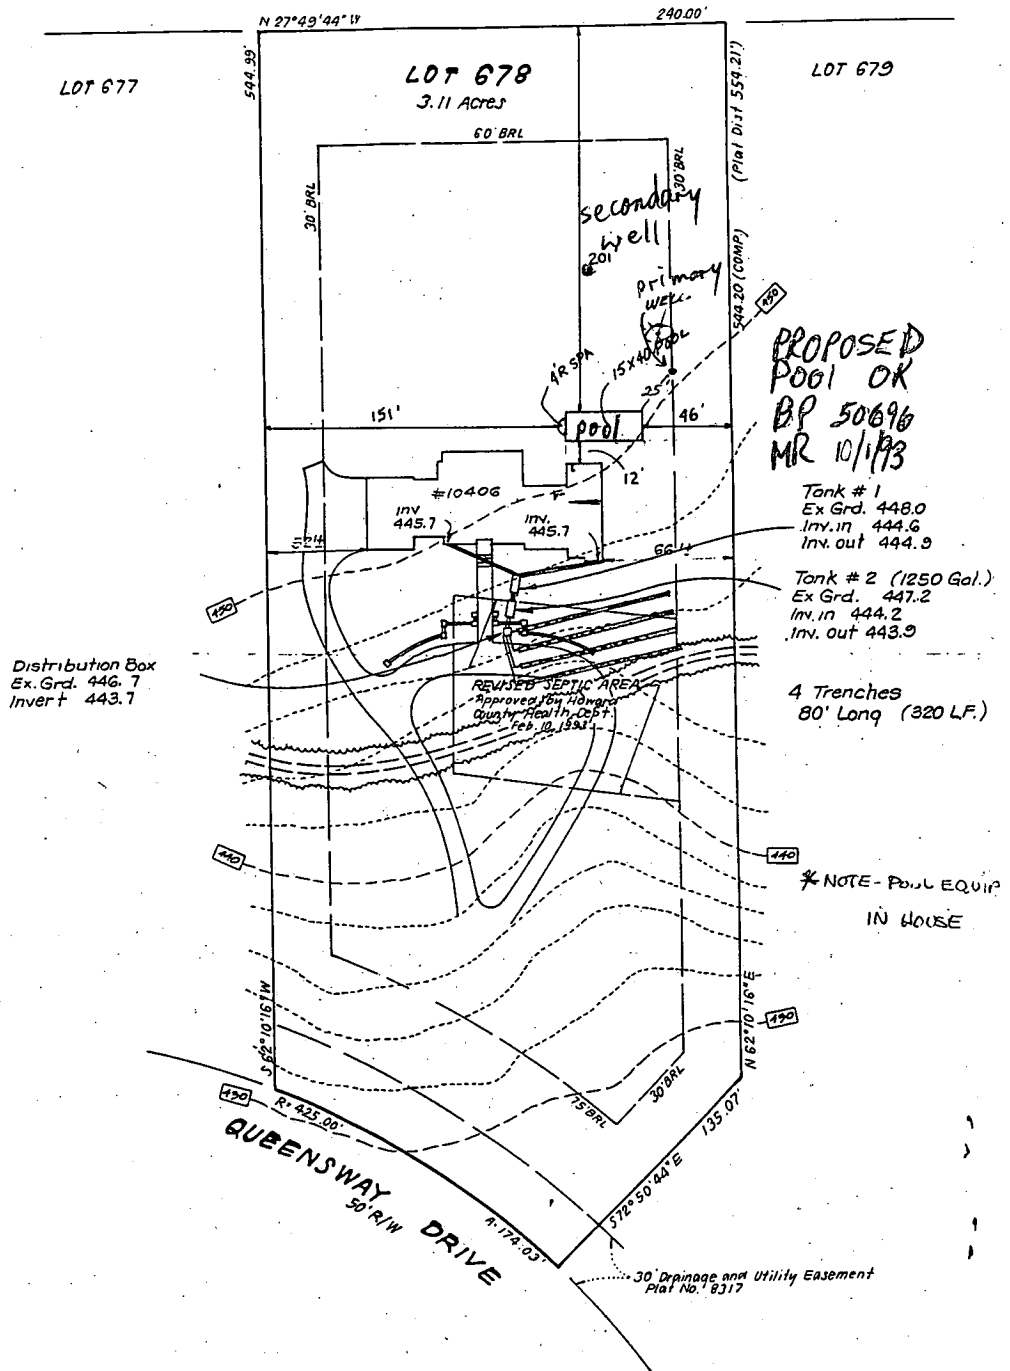 N 27°49'44" W
240.00'
LOT 677
544.99'
LOT 678
3.11 Acres
(Plat Dist 554.21')
LOT 679
60' BRL
30' BRL
30' BRL
secondary
well
201'
primary
WELL
544.20 (COMP)
450
PROPOSED
POOl OK
BP 50696
MR 10/1/93
4'R SPA
15x40 POOL
25'
151'
pool
46'
12'
#10406
Inv
445.7
Inv.
445.7
Tank # 1
Ex Grd. 448.0
Inv. in 444.6
Inv. out 444.9
450
Tank # 2 (1250 Gal.)
Ex Grd. 447.2
Inv. in 444.2
Inv. out 443.9
Distribution Box
Ex. Grd. 446.7
Invert 443.7
REVISED SEPTIC AREA
Approved by Howard
County Health Dept.
Feb. 10, 1993
4 Trenches
80' Long (320 L.F.)
440
440
* NOTE - POOL EQUIP
IN HOUSE
S 62°10'16" W
N 62°10'16" E
430
430
R= 425.00'
75' BRL
30' BRL
135.07'
S 72°50'44" E
QUEENSWAY DRIVE
50' R/W
A= 174.03'
30' Drainage and Utility Easement
Plat No. 8317